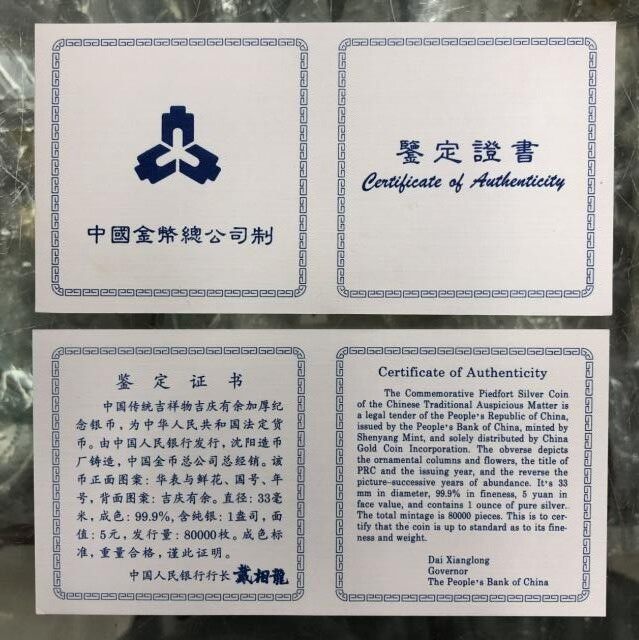 中國金幣總公司制
鑒定證書
Certificate of Authenticity
鉴定证书
中国传统吉祥物吉庆有余加厚纪
念银币，为中华人民共和国法定货
币。由中国人民银行发行，沈阳造币
厂铸造，中国金币总公司总经销。该
币正面图案：华表与鲜花、国号、年
号，背面图案：吉庆有余。直径：33毫
米，成色：99.9%，含纯银：1盎司，面
值：5元，发行量：80000枚。成色标
准，重量合格，谨此证明。
中国人民银行行长 戴相龍
Certificate of Authenticity
The Commemorative Piedfort Silver Coin
of the Chinese Traditional Auspicious Matter is
a legal tender of the People's Republic of China,
issued by the People's Bank of China, minted by
Shenyang Mint, and solely distributed by China
Gold Coin Incorporation. The obverse depicts
the ornamental columns and flowers, the title of
PRC and the issuing year, and the reverse the
picture-successive years of abundance. It's 33
mm in diameter, 99.9% in fineness, 5 yuan in
face value, and contains 1 ounce of pure silver.
The total mintage is 80000 pieces. This is to cer-
tify that the coin is up to standard as to its fine-
ness and weight.
Dai Xianglong
Governor
The People's Bank of China